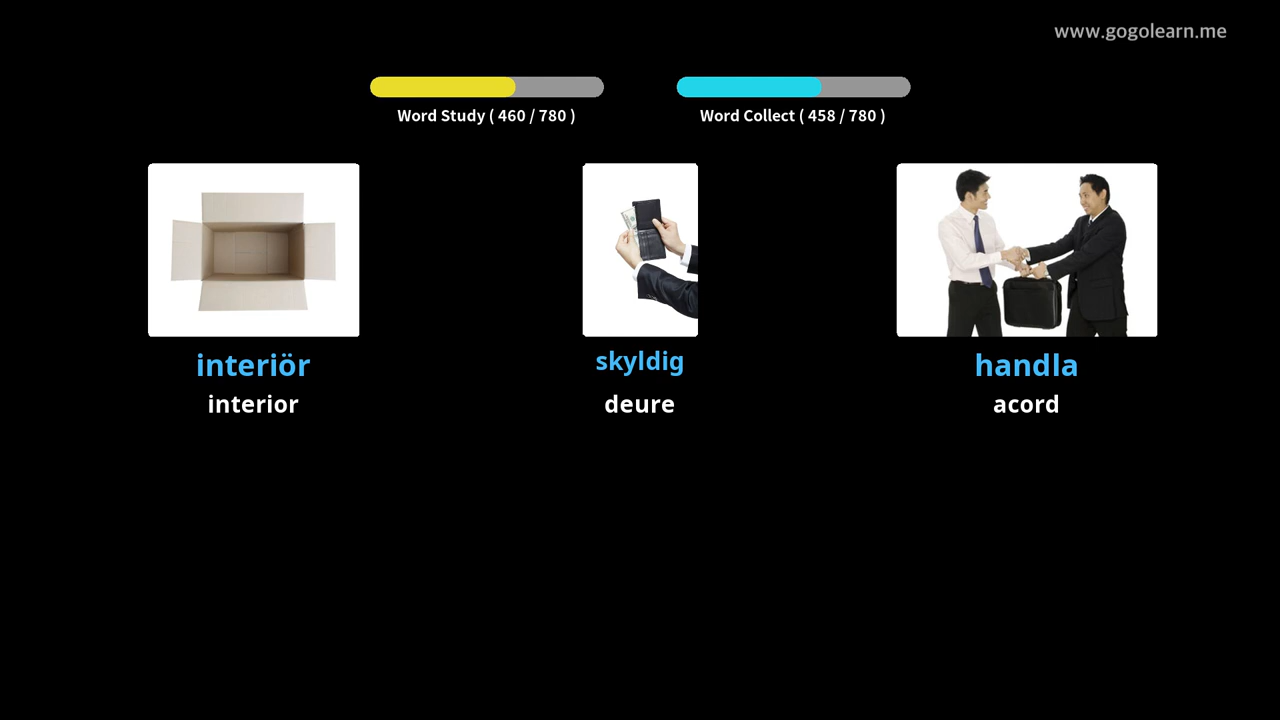 www.gogolearn.me
Word Study ( 460 / 780 )
Word Collect ( 458 / 780 )
interiör
interior
skyldig
deure
handla
acord